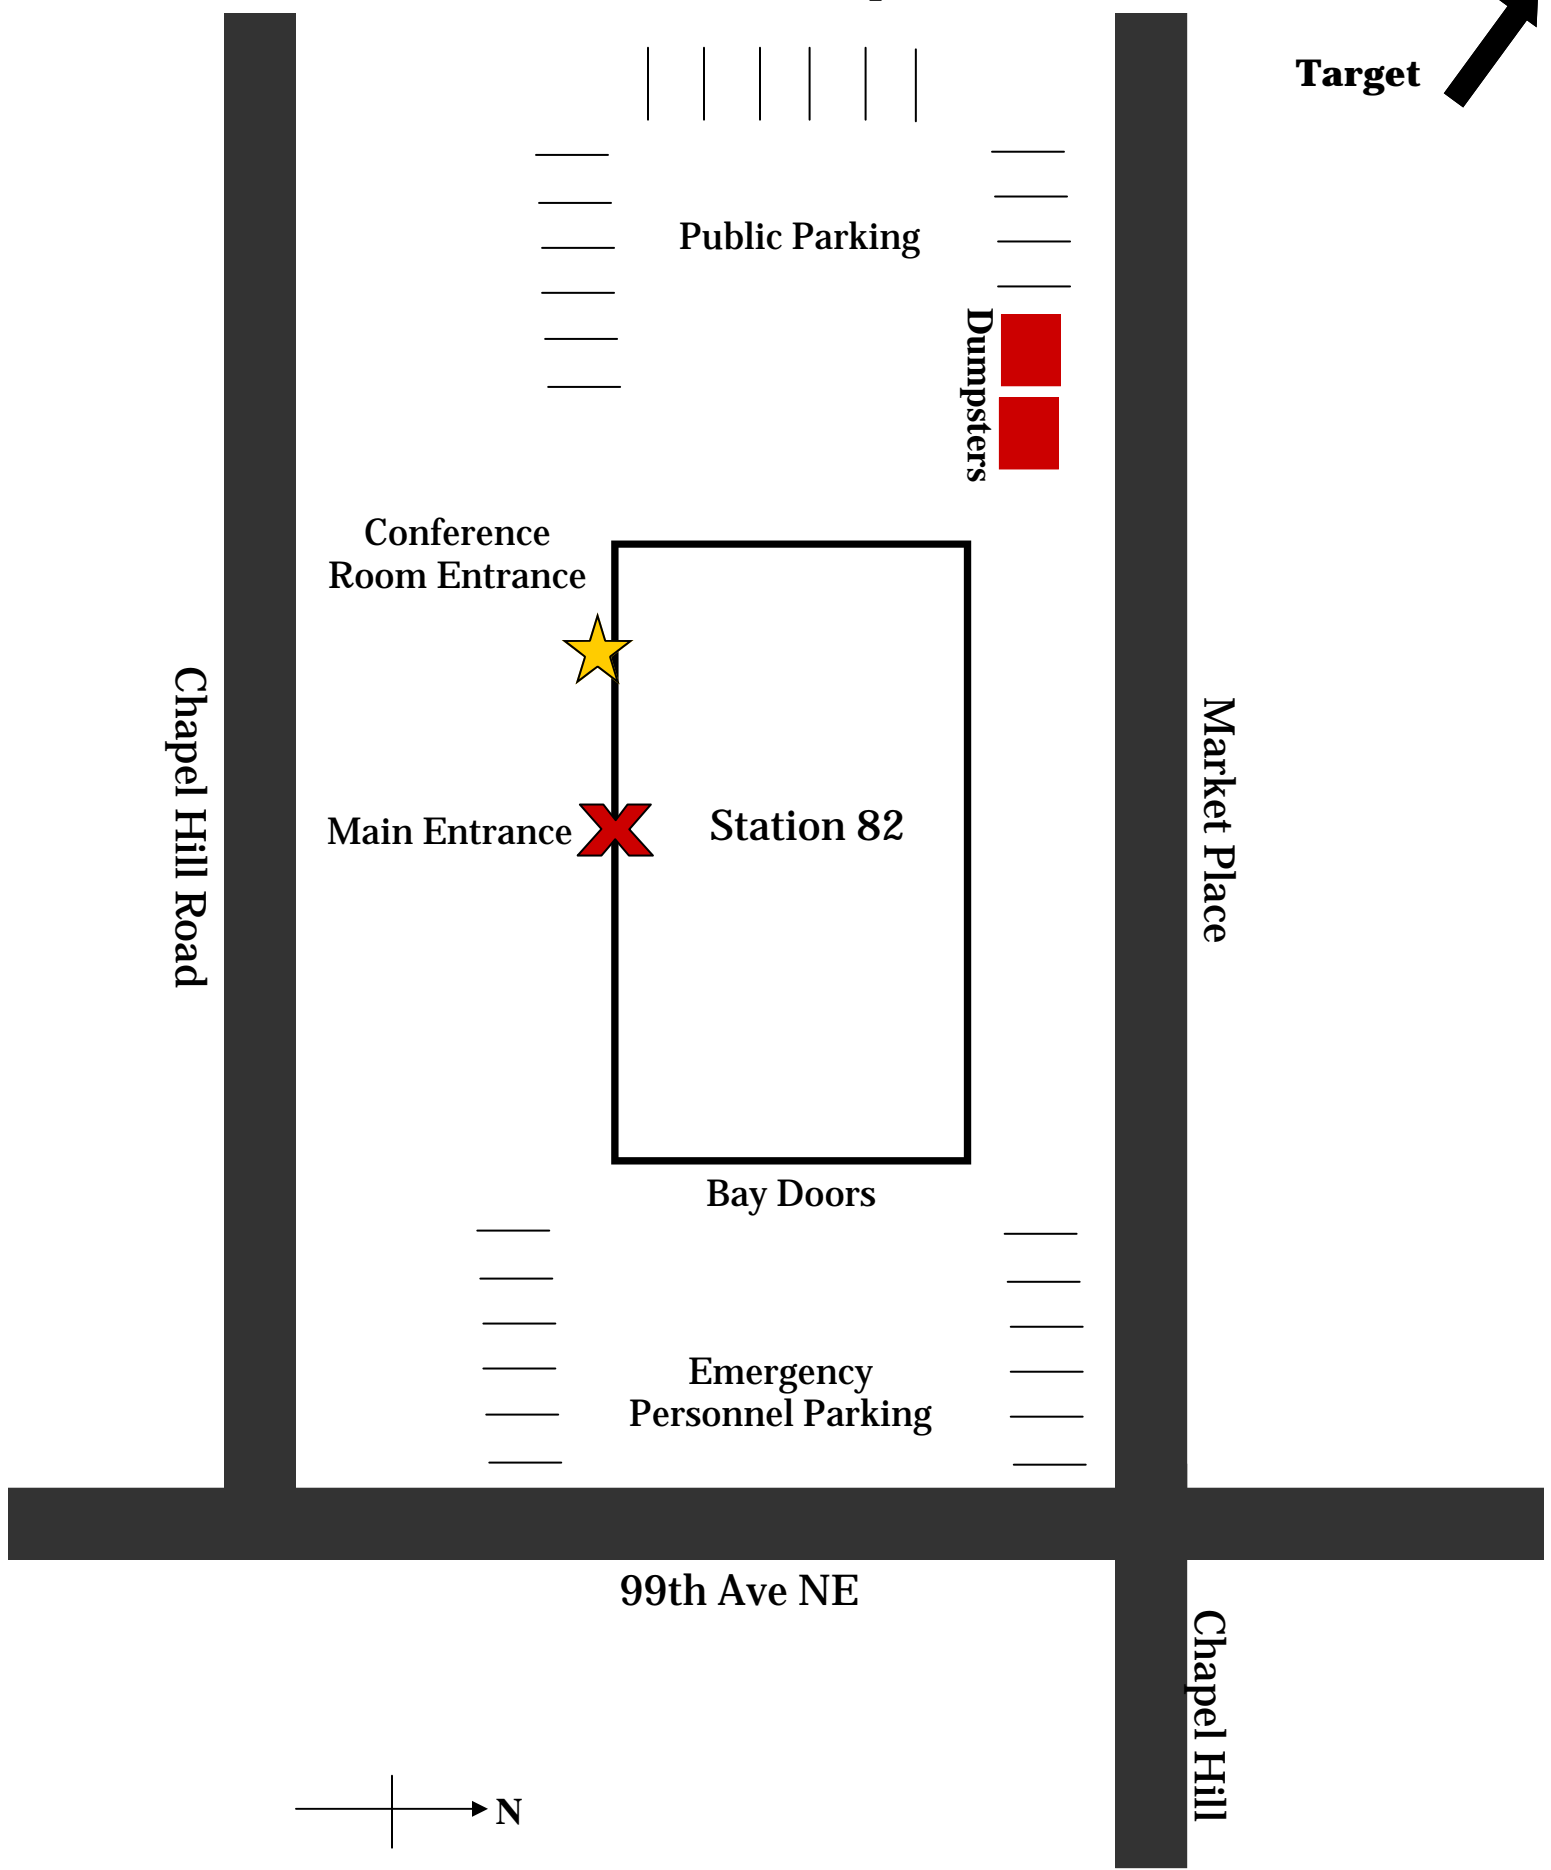 Target
Public Parking
Dumpsters
Conference
Room Entrance
Chapel Hill Road
Market Place
Main Entrance
Station 82
Bay Doors
Emergency
Personnel Parking
99th Ave NE
Chapel Hill
N